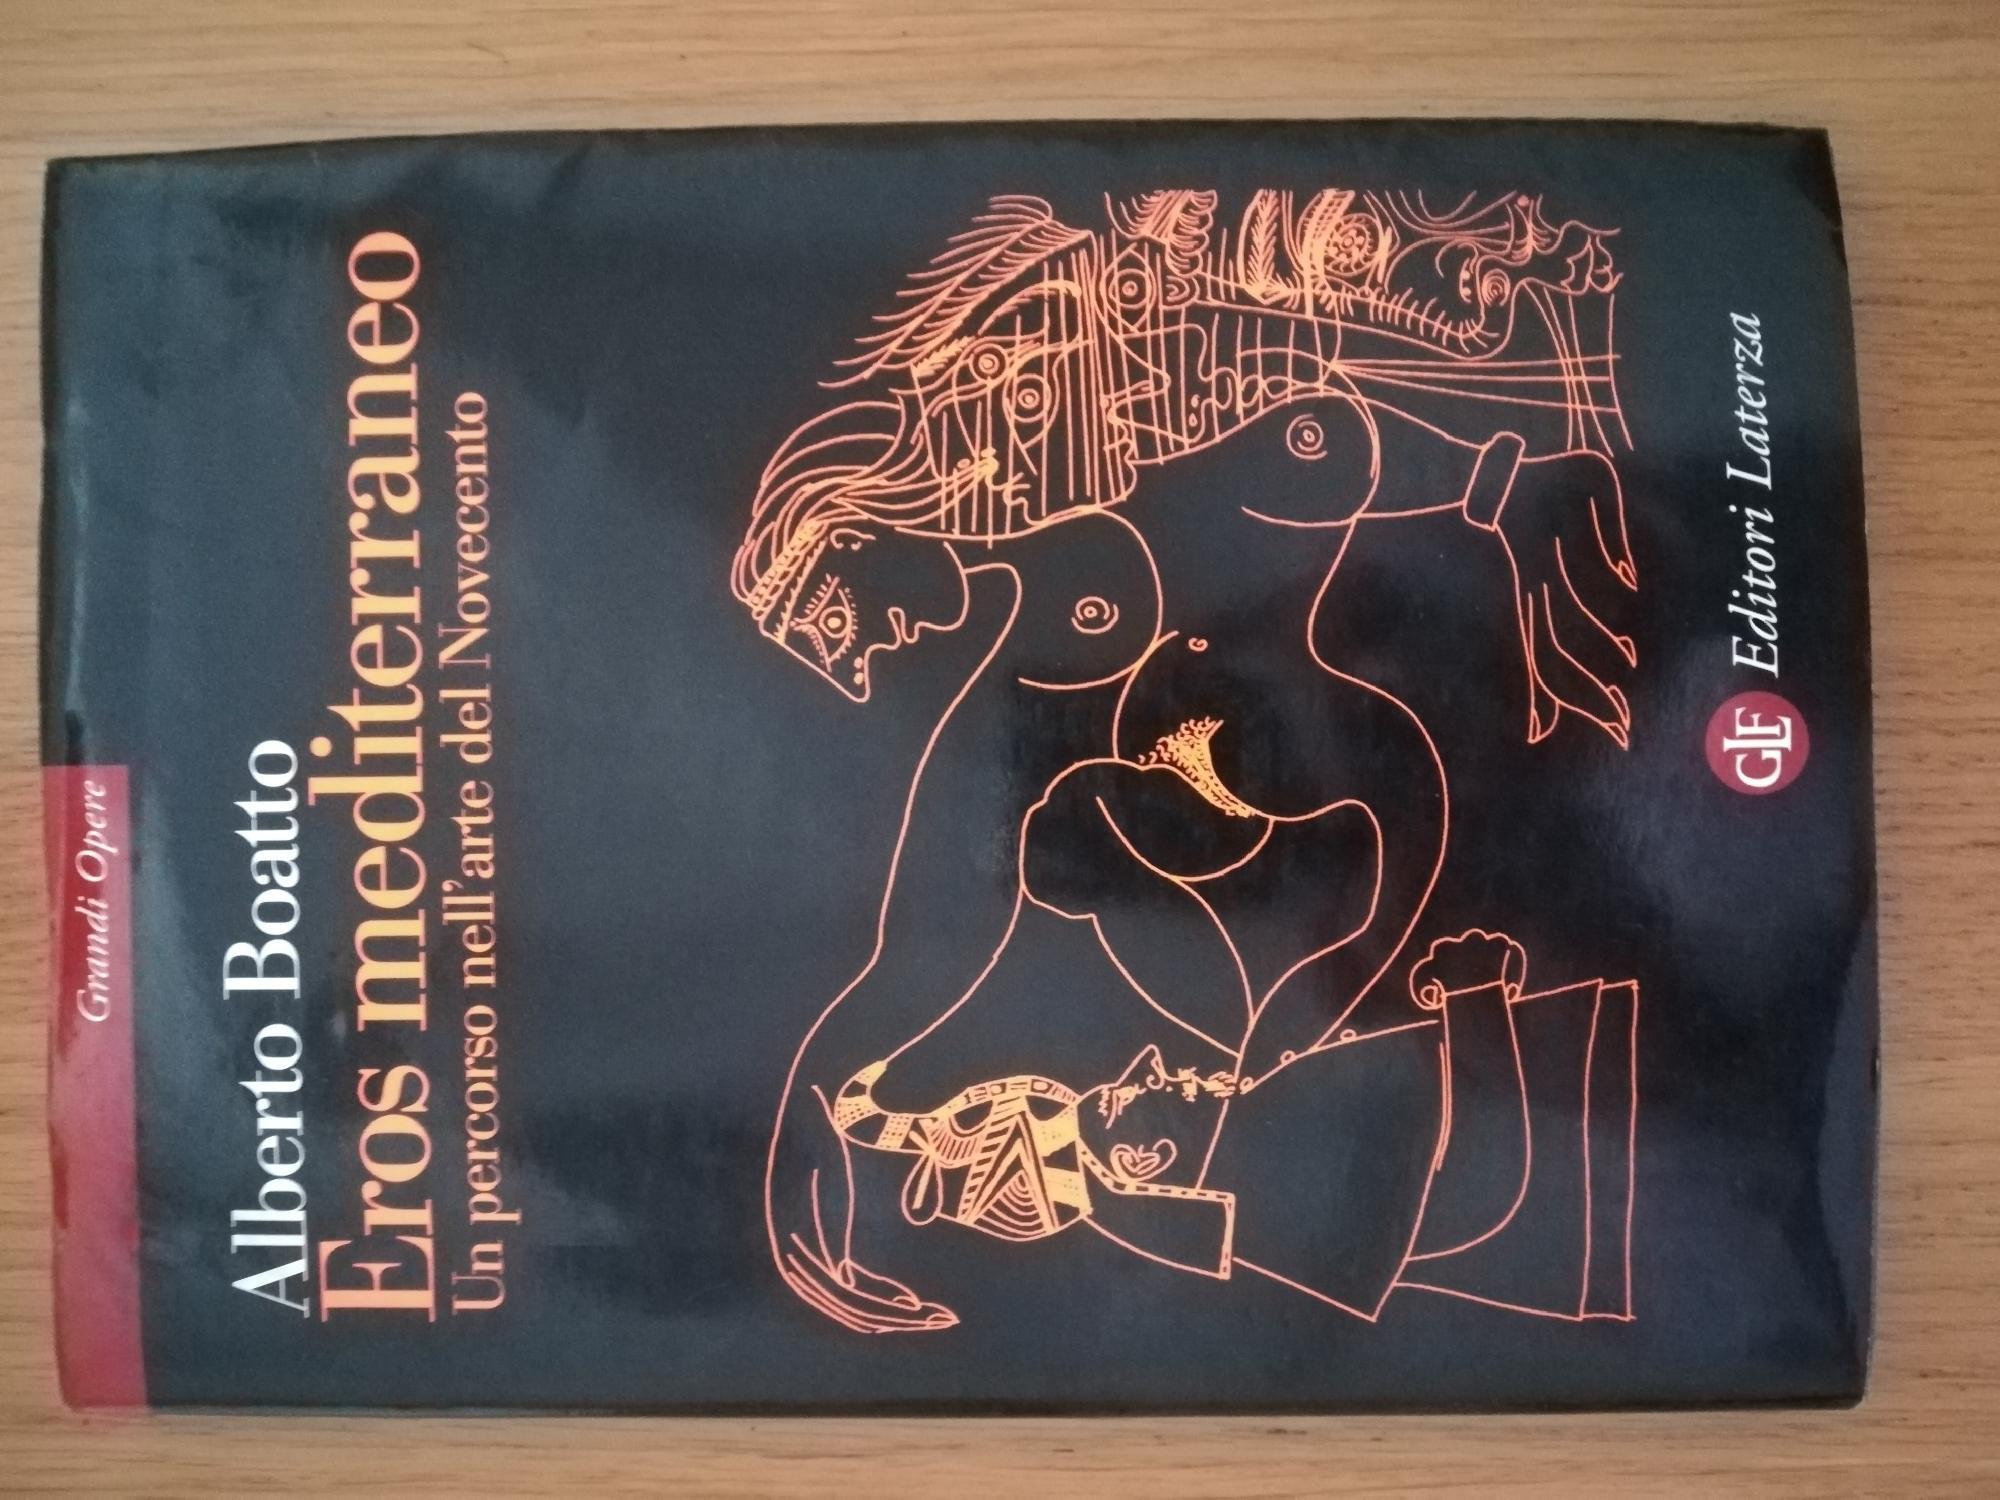 Grandi Opere
Alberto Boatto
Eros mediterraneo
Un percorso nell'arte del Novecento
GLF Editori Laterza